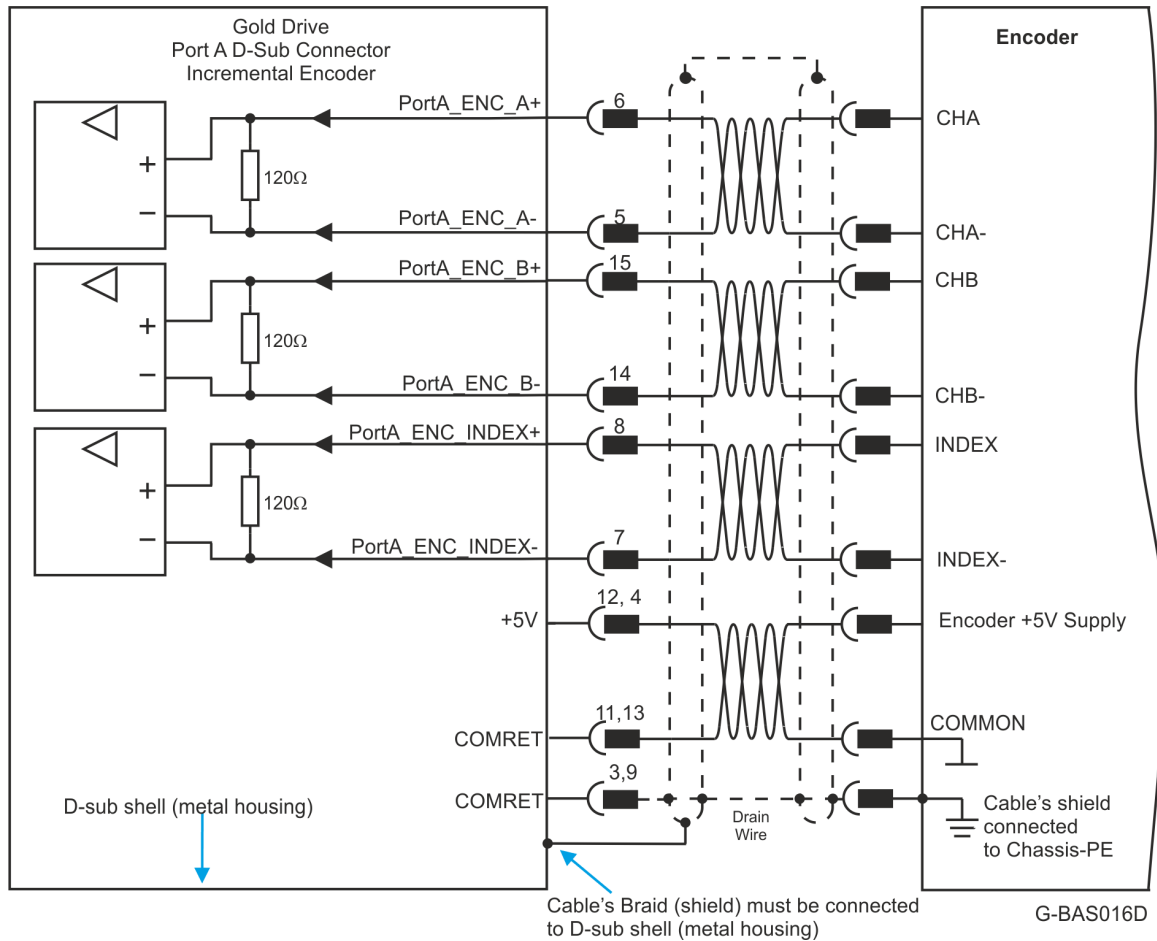 Gold Drive
Port A D-Sub Connector
Incremental Encoder
Encoder
PortA_ENC_A+
6
CHA
+
120Ω
−
PortA_ENC_A-
5
CHA-
PortA_ENC_B+
15
CHB
+
120Ω
−
PortA_ENC_B-
14
CHB-
PortA_ENC_INDEX+
8
INDEX
+
120Ω
−
PortA_ENC_INDEX-
7
INDEX-
12, 4
+5V
Encoder +5V Supply
11,13
COMRET
COMMON
3,9
COMRET
D-sub shell (metal housing)
Drain
Wire
Cable's shield
connected
to Chassis-PE
Cable's Braid (shield) must be connected
to D-sub shell (metal housing)
G-BAS016D